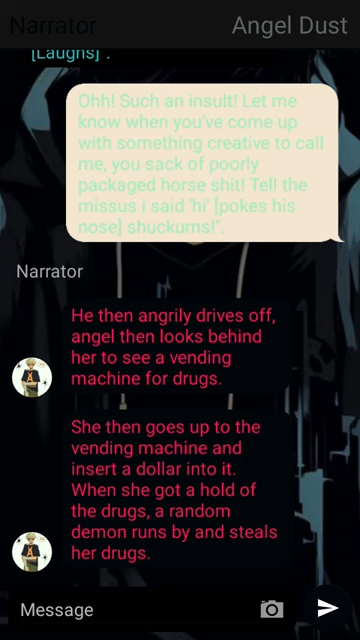 Narrator
Angel Dust
[Laughs] .
Ohh! Such an insult! Let me
know when you've come up
with something creative to call
me, you sack of poorly
packaged horse shit! Tell the
missus i said 'hi' [pokes his
nose] shuckums!".
Narrator
He then angrily drives off,
angel then looks behind
her to see a vending
machine for drugs.
She then goes up to the
vending machine and
insert a dollar into it.
When she got a hold of
the drugs, a random
demon runs by and steals
her drugs.
Message